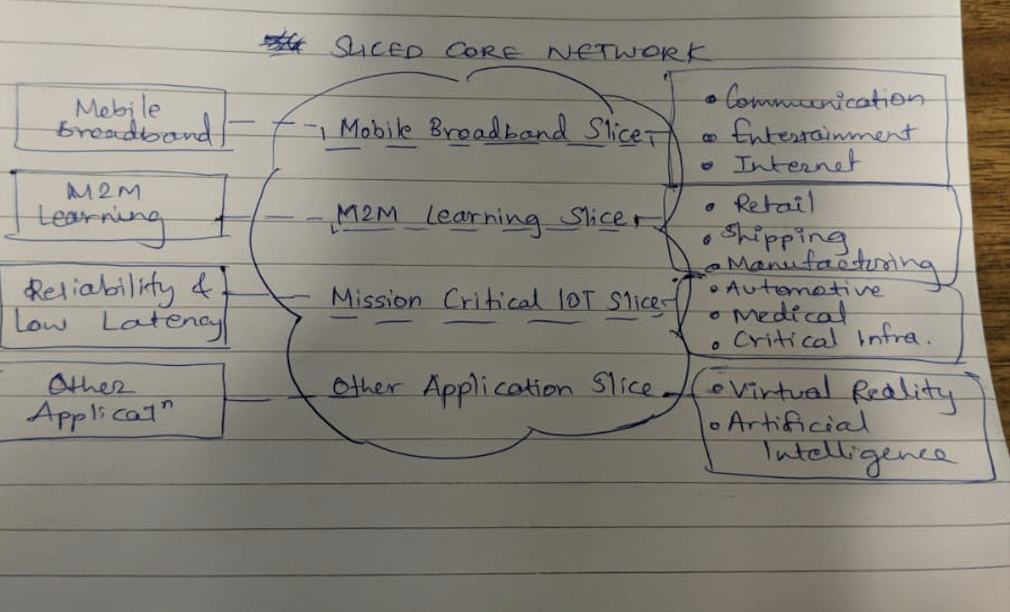 SLICED CORE NETWORK
Mobile
Broadband
Mobile Broadband Slice
• Communication
• Entertainment
• Internet
M2M
Learning
M2M Learning Slice
• Retail
• Shipping
• Manufacturing
Reliability &
Low Latency
Mission Critical IOT Slice
• Automotive
• Medical
• Critical Infra.
Other
Applicatⁿ
Other Application Slice
• Virtual Reality
• Artificial
Intelligence